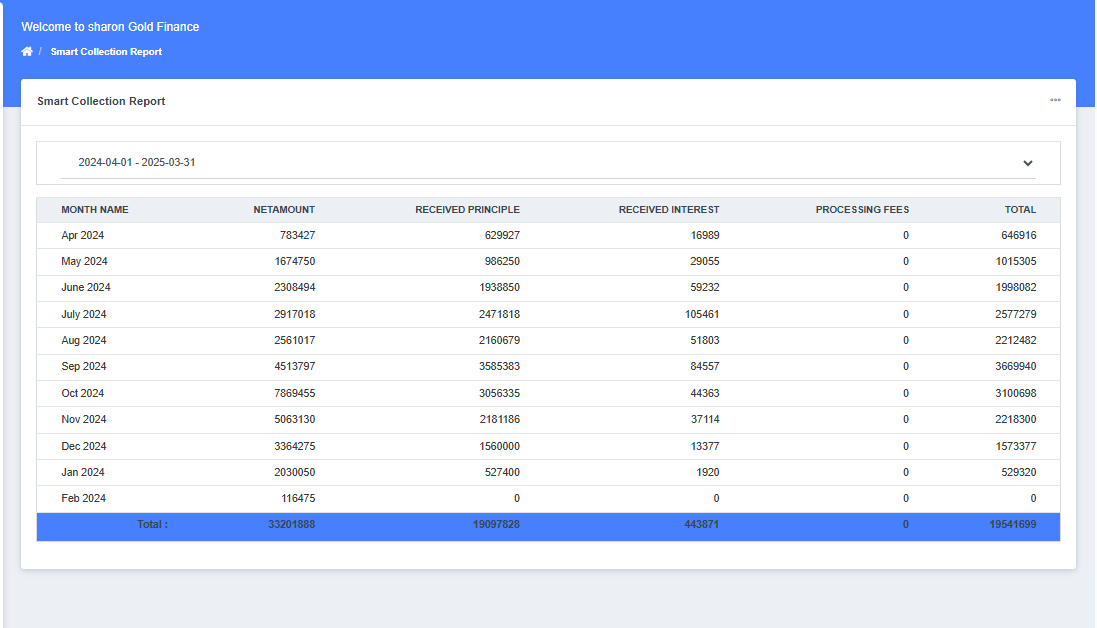 Welcome to sharon Gold Finance
/ Smart Collection Report
Smart Collection Report
2024-04-01 - 2025-03-31
MONTH NAME NETAMOUNT RECEIVED PRINCIPLE RECEIVED INTEREST PROCESSING FEES TOTAL
Apr 2024 783427 629927 16989 0 646916
May 2024 1674750 986250 29055 0 1015305
June 2024 2308494 1938850 59232 0 1998082
July 2024 2917018 2471818 105461 0 2577279
Aug 2024 2561017 2160679 51803 0 2212482
Sep 2024 4513797 3585383 84557 0 3669940
Oct 2024 7869455 3056335 44363 0 3100698
Nov 2024 5063130 2181186 37114 0 2218300
Dec 2024 3364275 1560000 13377 0 1573377
Jan 2024 2030050 527400 1920 0 529320
Feb 2024 116475 0 0 0 0
Total : 33201888 19097828 443871 0 19541699